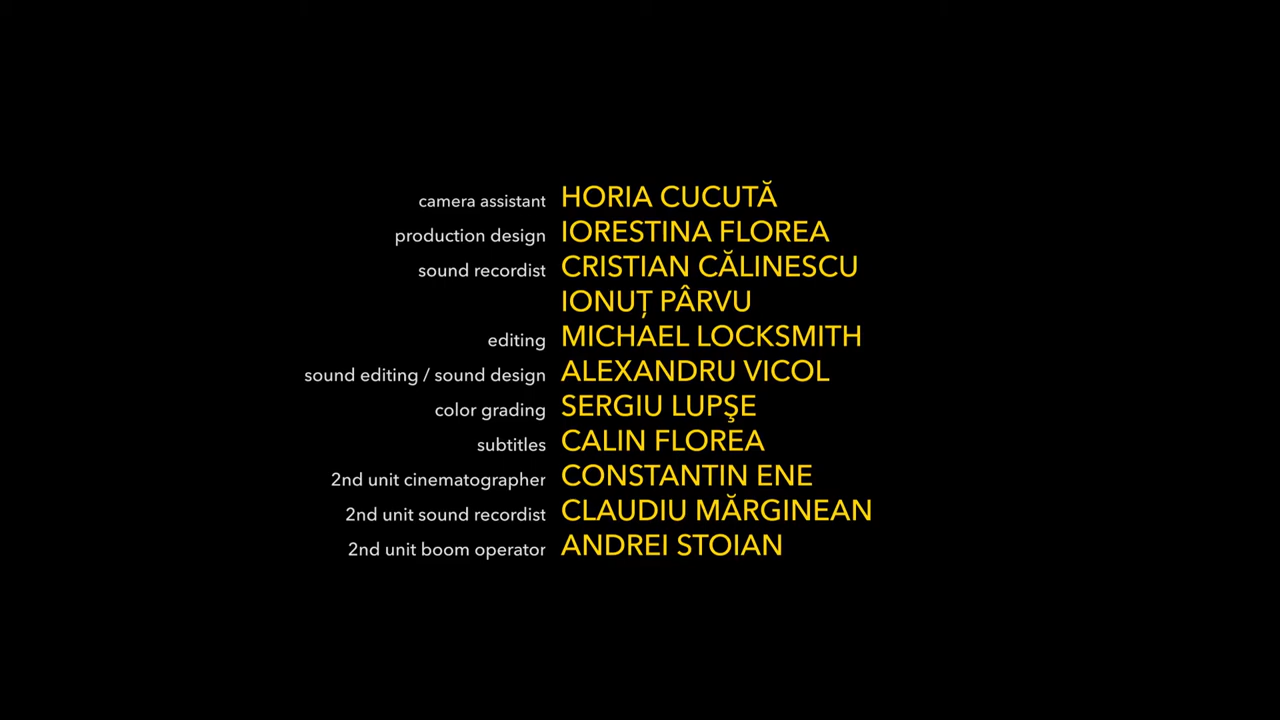 camera assistant HORIA CUCUTĂ
production design IORESTINA FLOREA
sound recordist CRISTIAN CĂLINESCU
IONUȚ PÂRVU
editing MICHAEL LOCKSMITH
sound editing / sound design ALEXANDRU VICOL
color grading SERGIU LUPŞE
subtitles CALIN FLOREA
2nd unit cinematographer CONSTANTIN ENE
2nd unit sound recordist CLAUDIU MĂRGINEAN
2nd unit boom operator ANDREI STOIAN